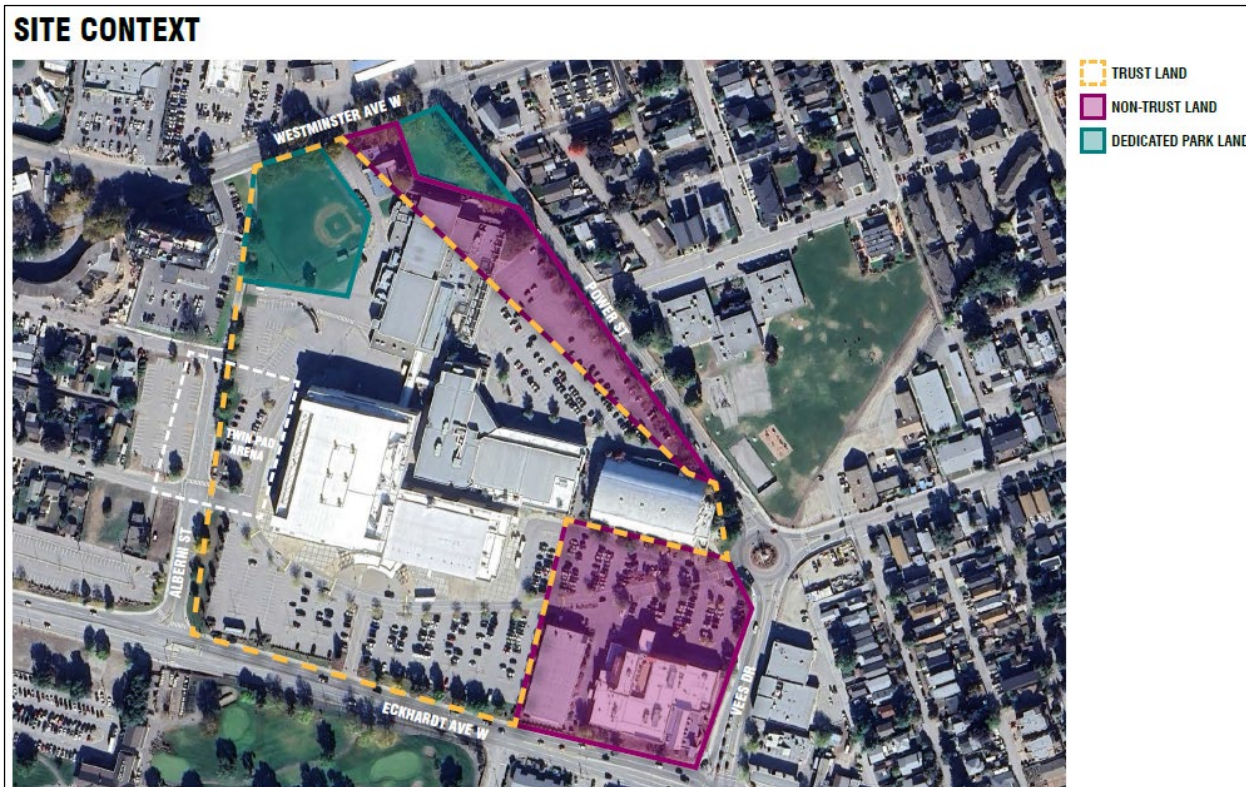 SITE CONTEXT
TRUST LAND
NON-TRUST LAND
DEDICATED PARK LAND
WESTMINSTER AVE W
POWER ST
TWIN PAD
ARENA
ALBERNI ST
VEES DR
ECKHARDT AVE W